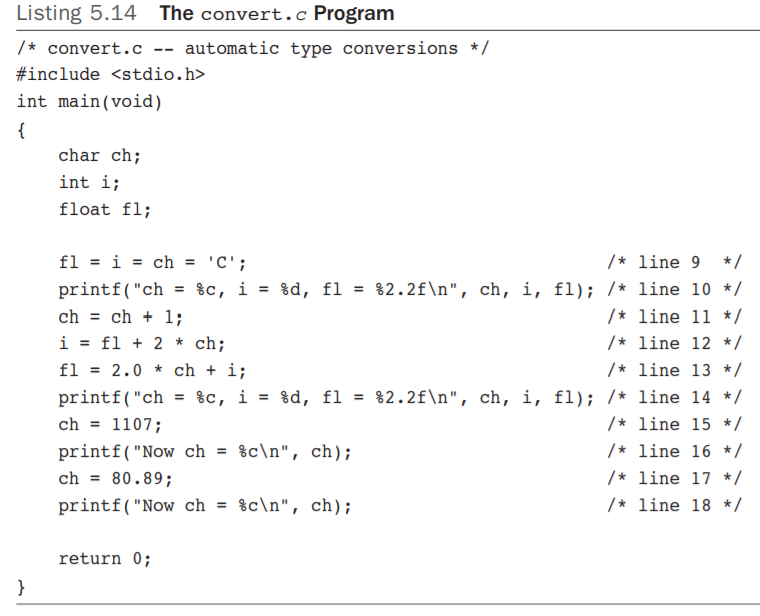 Listing 5.14 The convert.c Program
/* convert.c -- automatic type conversions */
#include <stdio.h>
int main(void)
{
    char ch;
    int i;
    float fl;

    fl = i = ch = 'C';                                  /* line 9  */
    printf("ch = %c, i = %d, fl = %2.2f\n", ch, i, fl); /* line 10 */
    ch = ch + 1;                                        /* line 11 */
    i = fl + 2 * ch;                                    /* line 12 */
    fl = 2.0 * ch + i;                                  /* line 13 */
    printf("ch = %c, i = %d, fl = %2.2f\n", ch, i, fl); /* line 14 */
    ch = 1107;                                          /* line 15 */
    printf("Now ch = %c\n", ch);                        /* line 16 */
    ch = 80.89;                                         /* line 17 */
    printf("Now ch = %c\n", ch);                        /* line 18 */

    return 0;
}